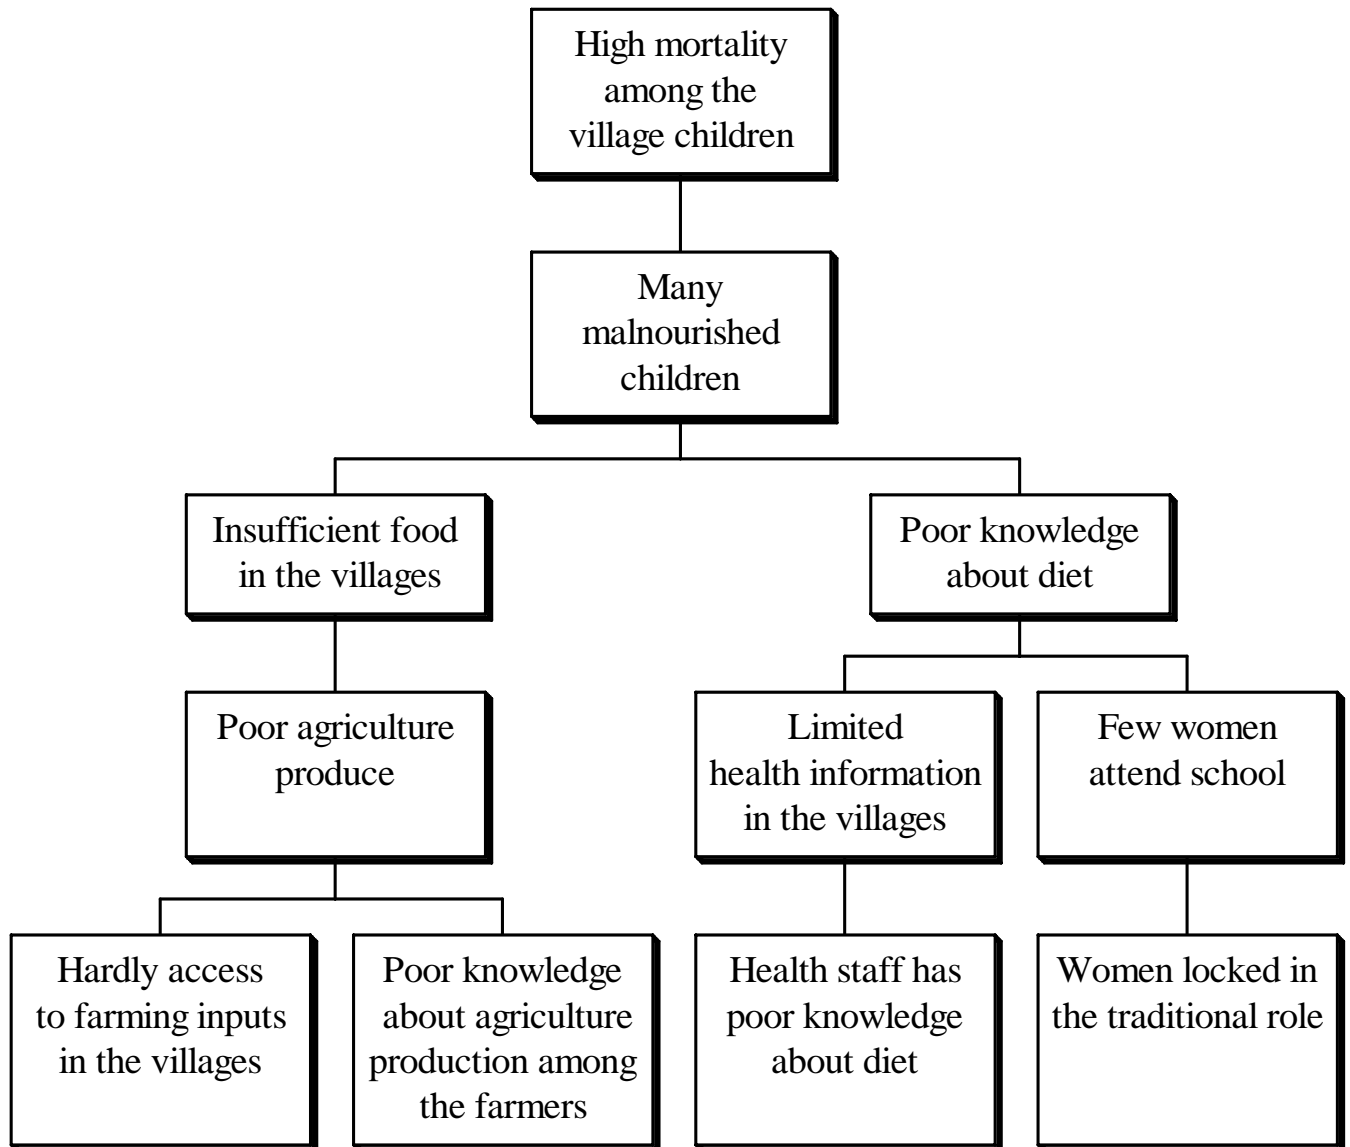 High mortality
among the
village children
Many
malnourished
children
Insufficient food
in the villages
Poor knowledge
about diet
Poor agriculture
produce
Limited
health information
in the villages
Few women
attend school
Hardly access
to farming inputs
in the villages
Poor knowledge
about agriculture
production among
the farmers
Health staff has
poor knowledge
about diet
Women locked in
the traditional role